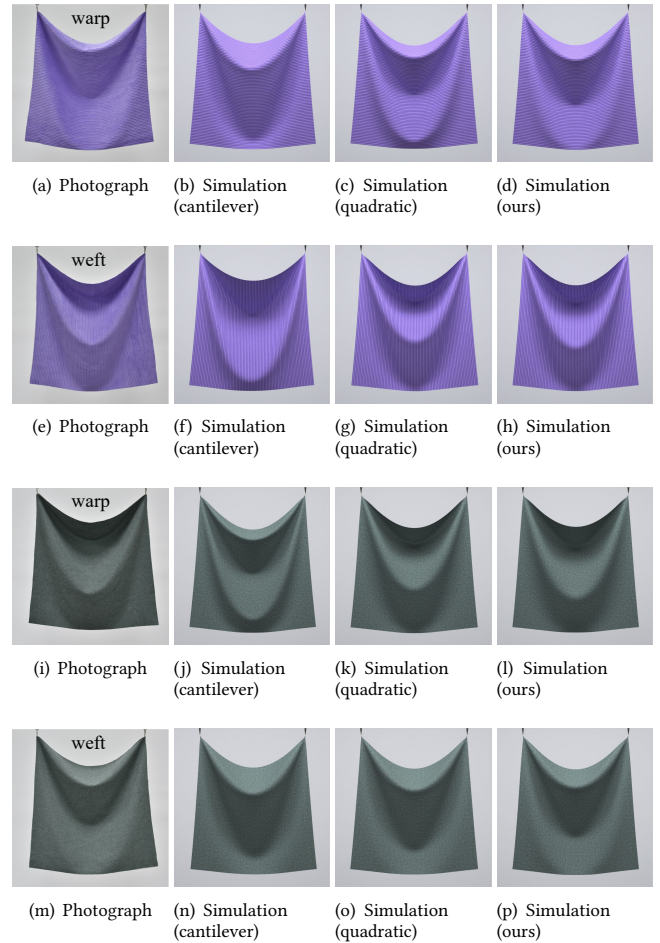 warp
(a) Photograph
(b) Simulation
(cantilever)
(c) Simulation
(quadratic)
(d) Simulation
(ours)
weft
(e) Photograph
(f) Simulation
(cantilever)
(g) Simulation
(quadratic)
(h) Simulation
(ours)
warp
(i) Photograph
(j) Simulation
(cantilever)
(k) Simulation
(quadratic)
(l) Simulation
(ours)
weft
(m) Photograph
(n) Simulation
(cantilever)
(o) Simulation
(quadratic)
(p) Simulation
(ours)